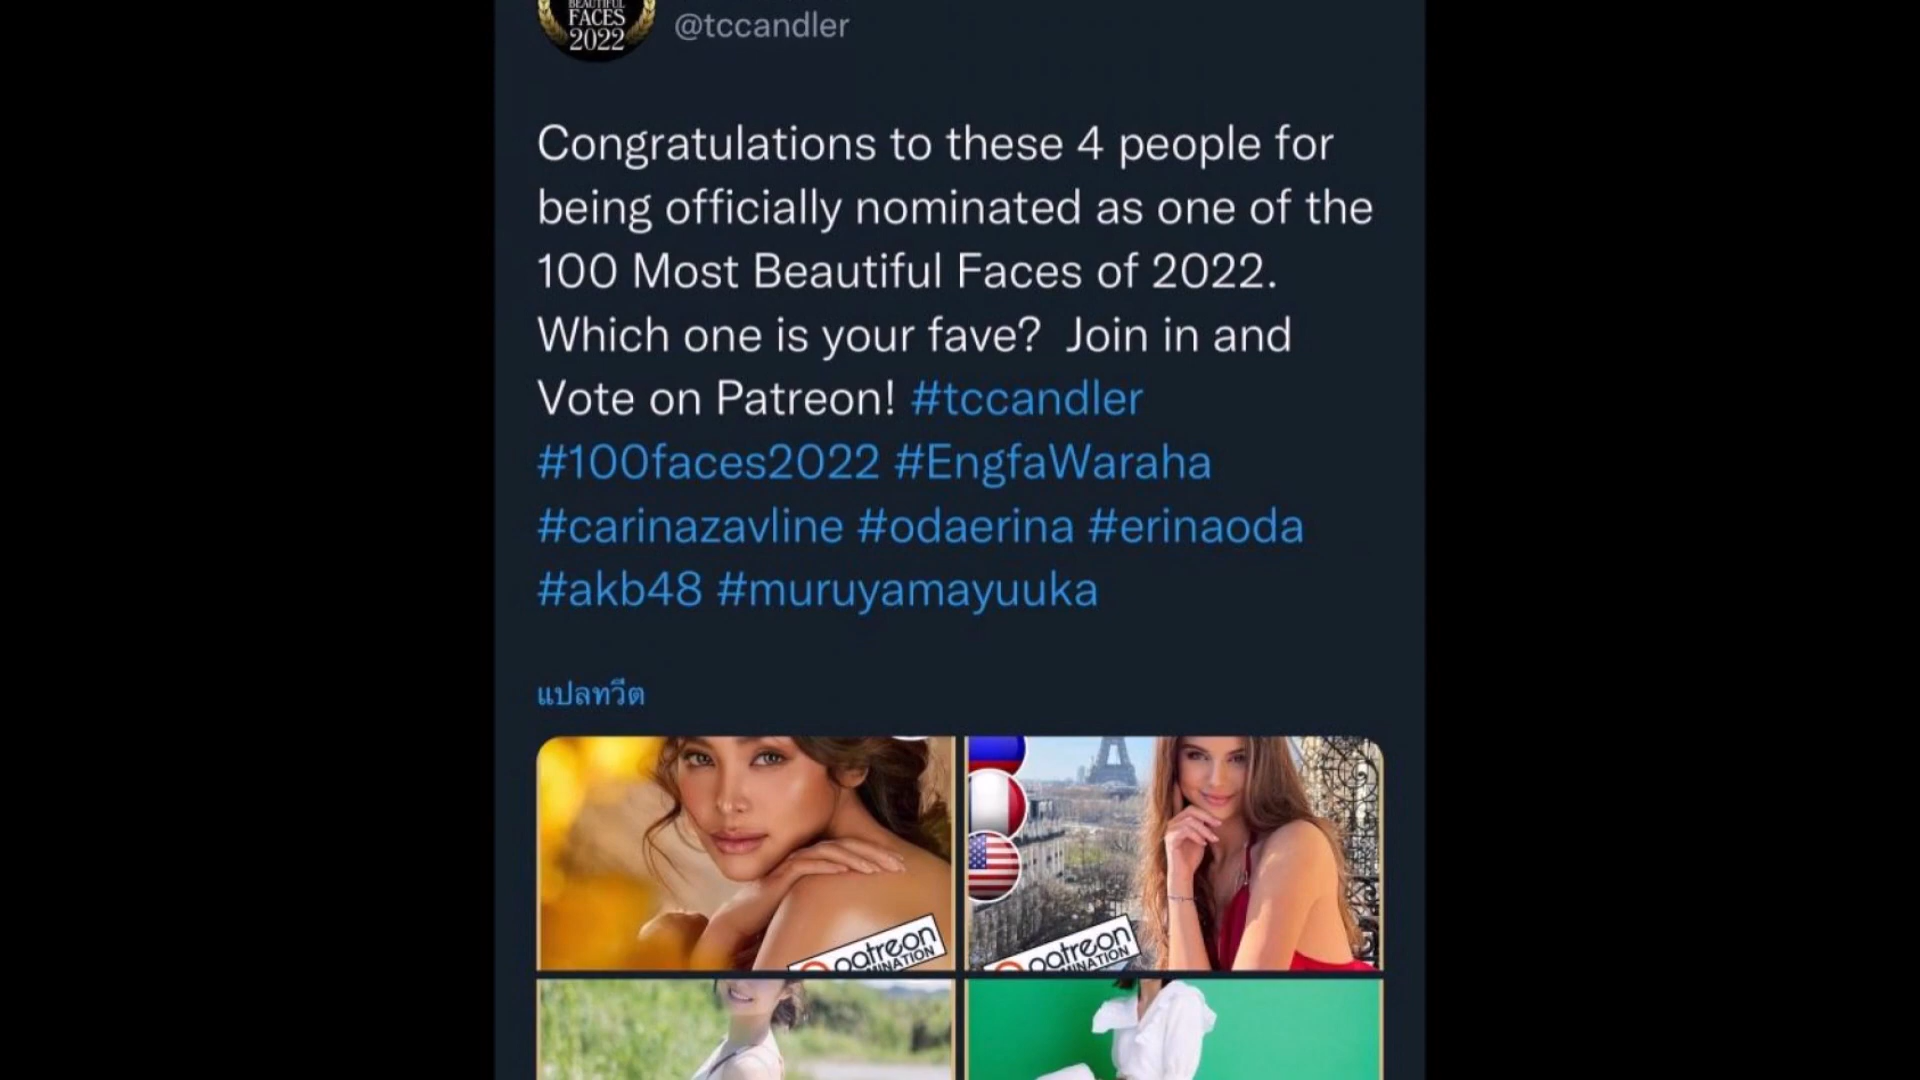 BEAUTIFUL
FACES
2022
@tccandler
Congratulations to these 4 people for
being officially nominated as one of the
100 Most Beautiful Faces of 2022.
Which one is your fave?  Join in and
Vote on Patreon! #tccandler
#100faces2022 #EngfaWaraha
#carinazavline #odaerina #erinaoda
#akb48 #muruyamayuuka
แปลทวีต
patreon
patreon